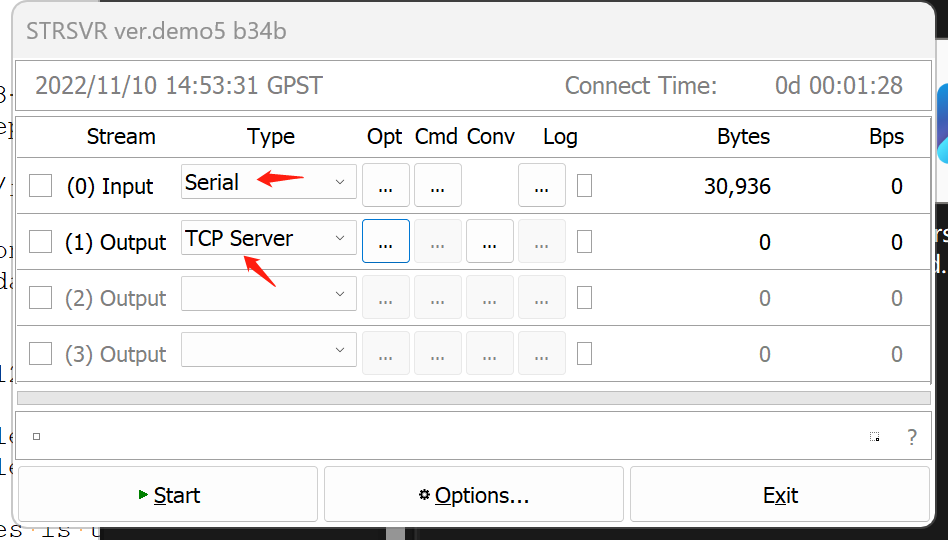 STRSVR ver.demo5 b34b
2022/11/10 14:53:31 GPST Connect Time: 0d 00:01:28
Stream Type Opt Cmd Conv Log Bytes Bps
(0) Input Serial ... ... ... 30,936 0
(1) Output TCP Server ... ... ... ... 0 0
(2) Output ... ... ... ... 0 0
(3) Output ... ... ... ... 0 0
?
Start Options... Exit